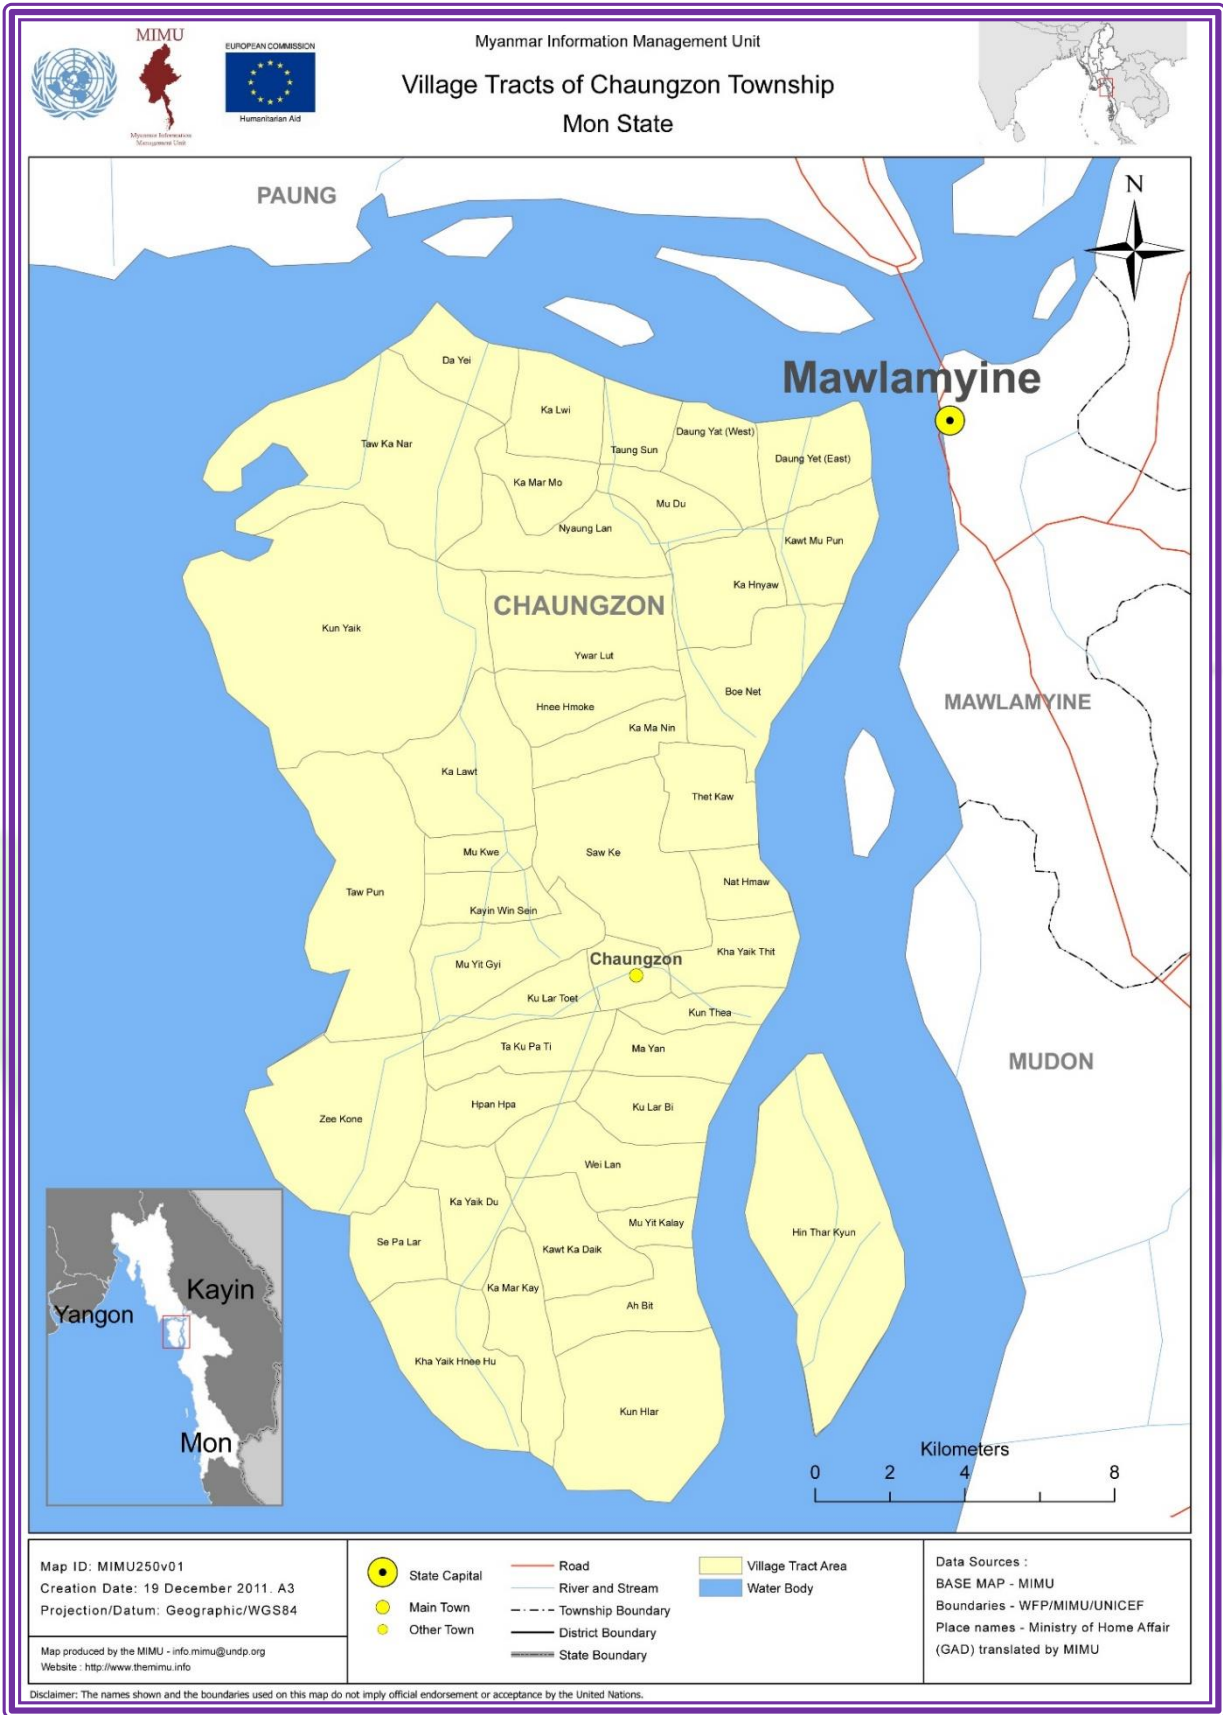 MIMU
Myanmar Information
Management Unit
EUROPEAN COMMISSION
Humanitarian Aid
Myanmar Information Management Unit
Village Tracts of Chaungzon Township
Mon State
PAUNG
N
Mawlamyine
Da Yei
Ka Lwi
Taw Ka Nar
Taung Sun
Daung Yat (West)
Daung Yet (East)
Ka Mar Mo
Mu Du
Nyaung Lan
Kawt Mu Pun
Ka Hnyaw
CHAUNGZON
Kun Yaik
Ywar Lut
Boe Net
MAWLAMYINE
Hnee Hmoke
Ka Ma Nin
Ka Lawt
Thet Kaw
Mu Kwe
Saw Ke
Nat Hmaw
Taw Pun
Kayin Win Sein
Kha Yaik Thit
Mu Yit Gyi
Chaungzon
Ku Lar Toet
Kun Thea
Ta Ku Pa Ti
Ma Yan
MUDON
Hpan Hpa
Ku Lar Bi
Zee Kone
Wei Lan
Ka Yaik Du
Mu Yit Kalay
Hin Thar Kyun
Se Pa Lar
Kawt Ka Daik
Ka Mar Kay
Ah Bit
Kha Yaik Hnee Hu
Kun Hlar
Kayin
Yangon
Mon
Kilometers
0 2 4 8
Map ID: MIMU250v01
Creation Date: 19 December 2011. A3
Projection/Datum: Geographic/WGS84
Map produced by the MIMU - info.mimu@undp.org
Website : http://www.themimu.info
State Capital
Main Town
Other Town
Road
River and Stream
Township Boundary
District Boundary
State Boundary
Village Tract Area
Water Body
Data Sources :
BASE MAP - MIMU
Boundaries - WFP/MIMU/UNICEF
Place names - Ministry of Home Affair
(GAD) translated by MIMU
Disclaimer: The names shown and the boundaries used on this map do not imply official endorsement or acceptance by the United Nations.